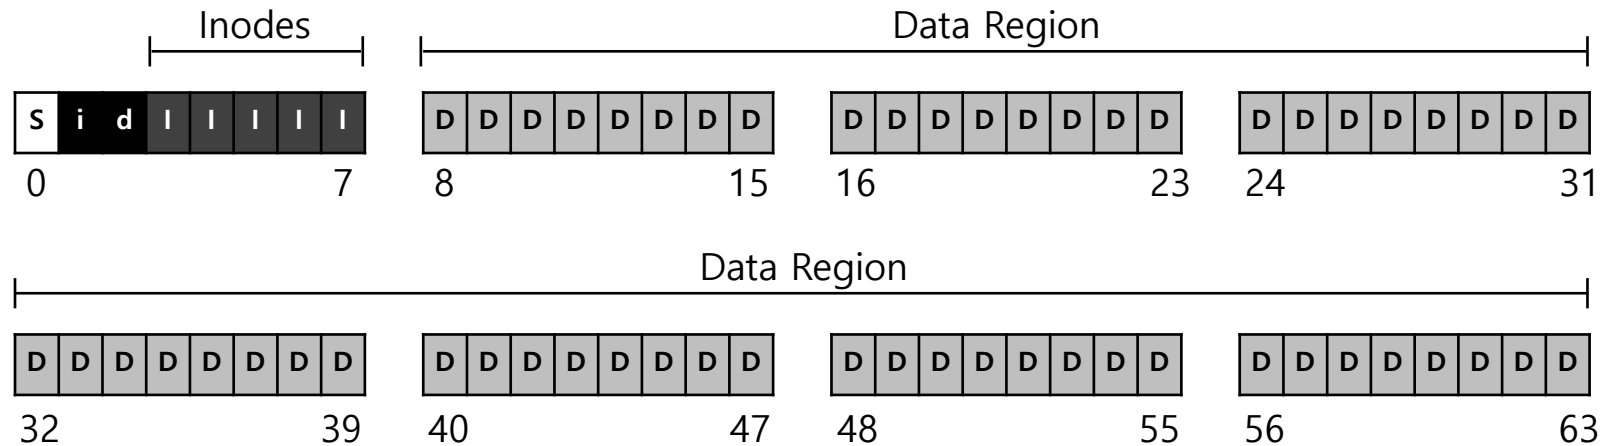 Inodes Data Region
S i d I I I I I D D D D D D D D D D D D D D D D D D D D D D D D
0 7 8 15 16 23 24 31
Data Region
D D D D D D D D D D D D D D D D D D D D D D D D D D D D D D D D
32 39 40 47 48 55 56 63